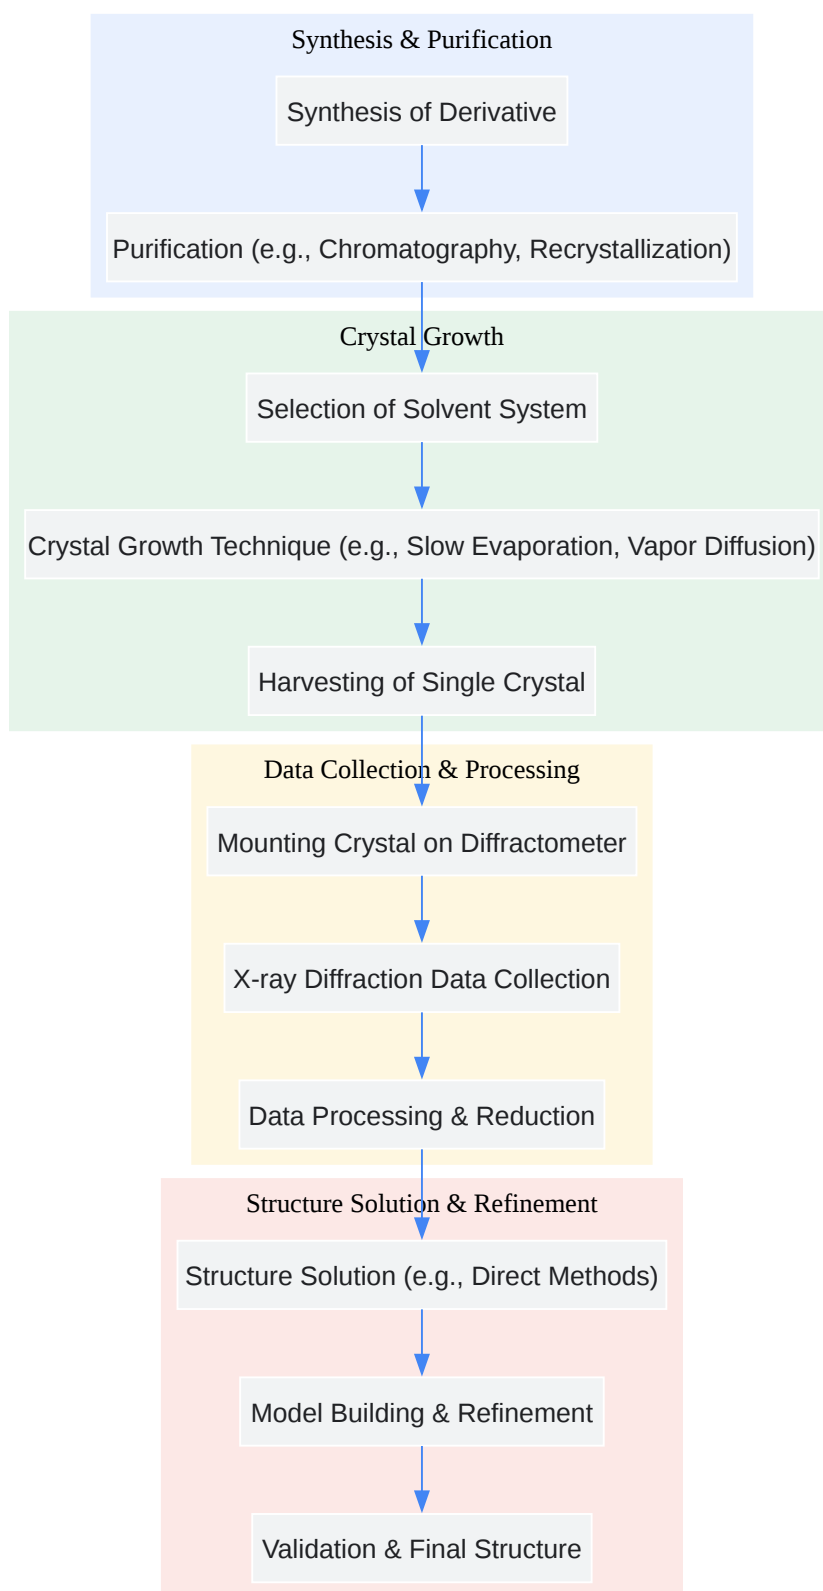 Synthesis & Purification
Synthesis of Derivative
Purification (e.g., Chromatography, Recrystallization)
Crystal Growth
Selection of Solvent System
Crystal Growth Technique (e.g., Slow Evaporation, Vapor Diffusion)
Harvesting of Single Crystal
Data Collection & Processing
Mounting Crystal on Diffractometer
X-ray Diffraction Data Collection
Data Processing & Reduction
Structure Solution & Refinement
Structure Solution (e.g., Direct Methods)
Model Building & Refinement
Validation & Final Structure